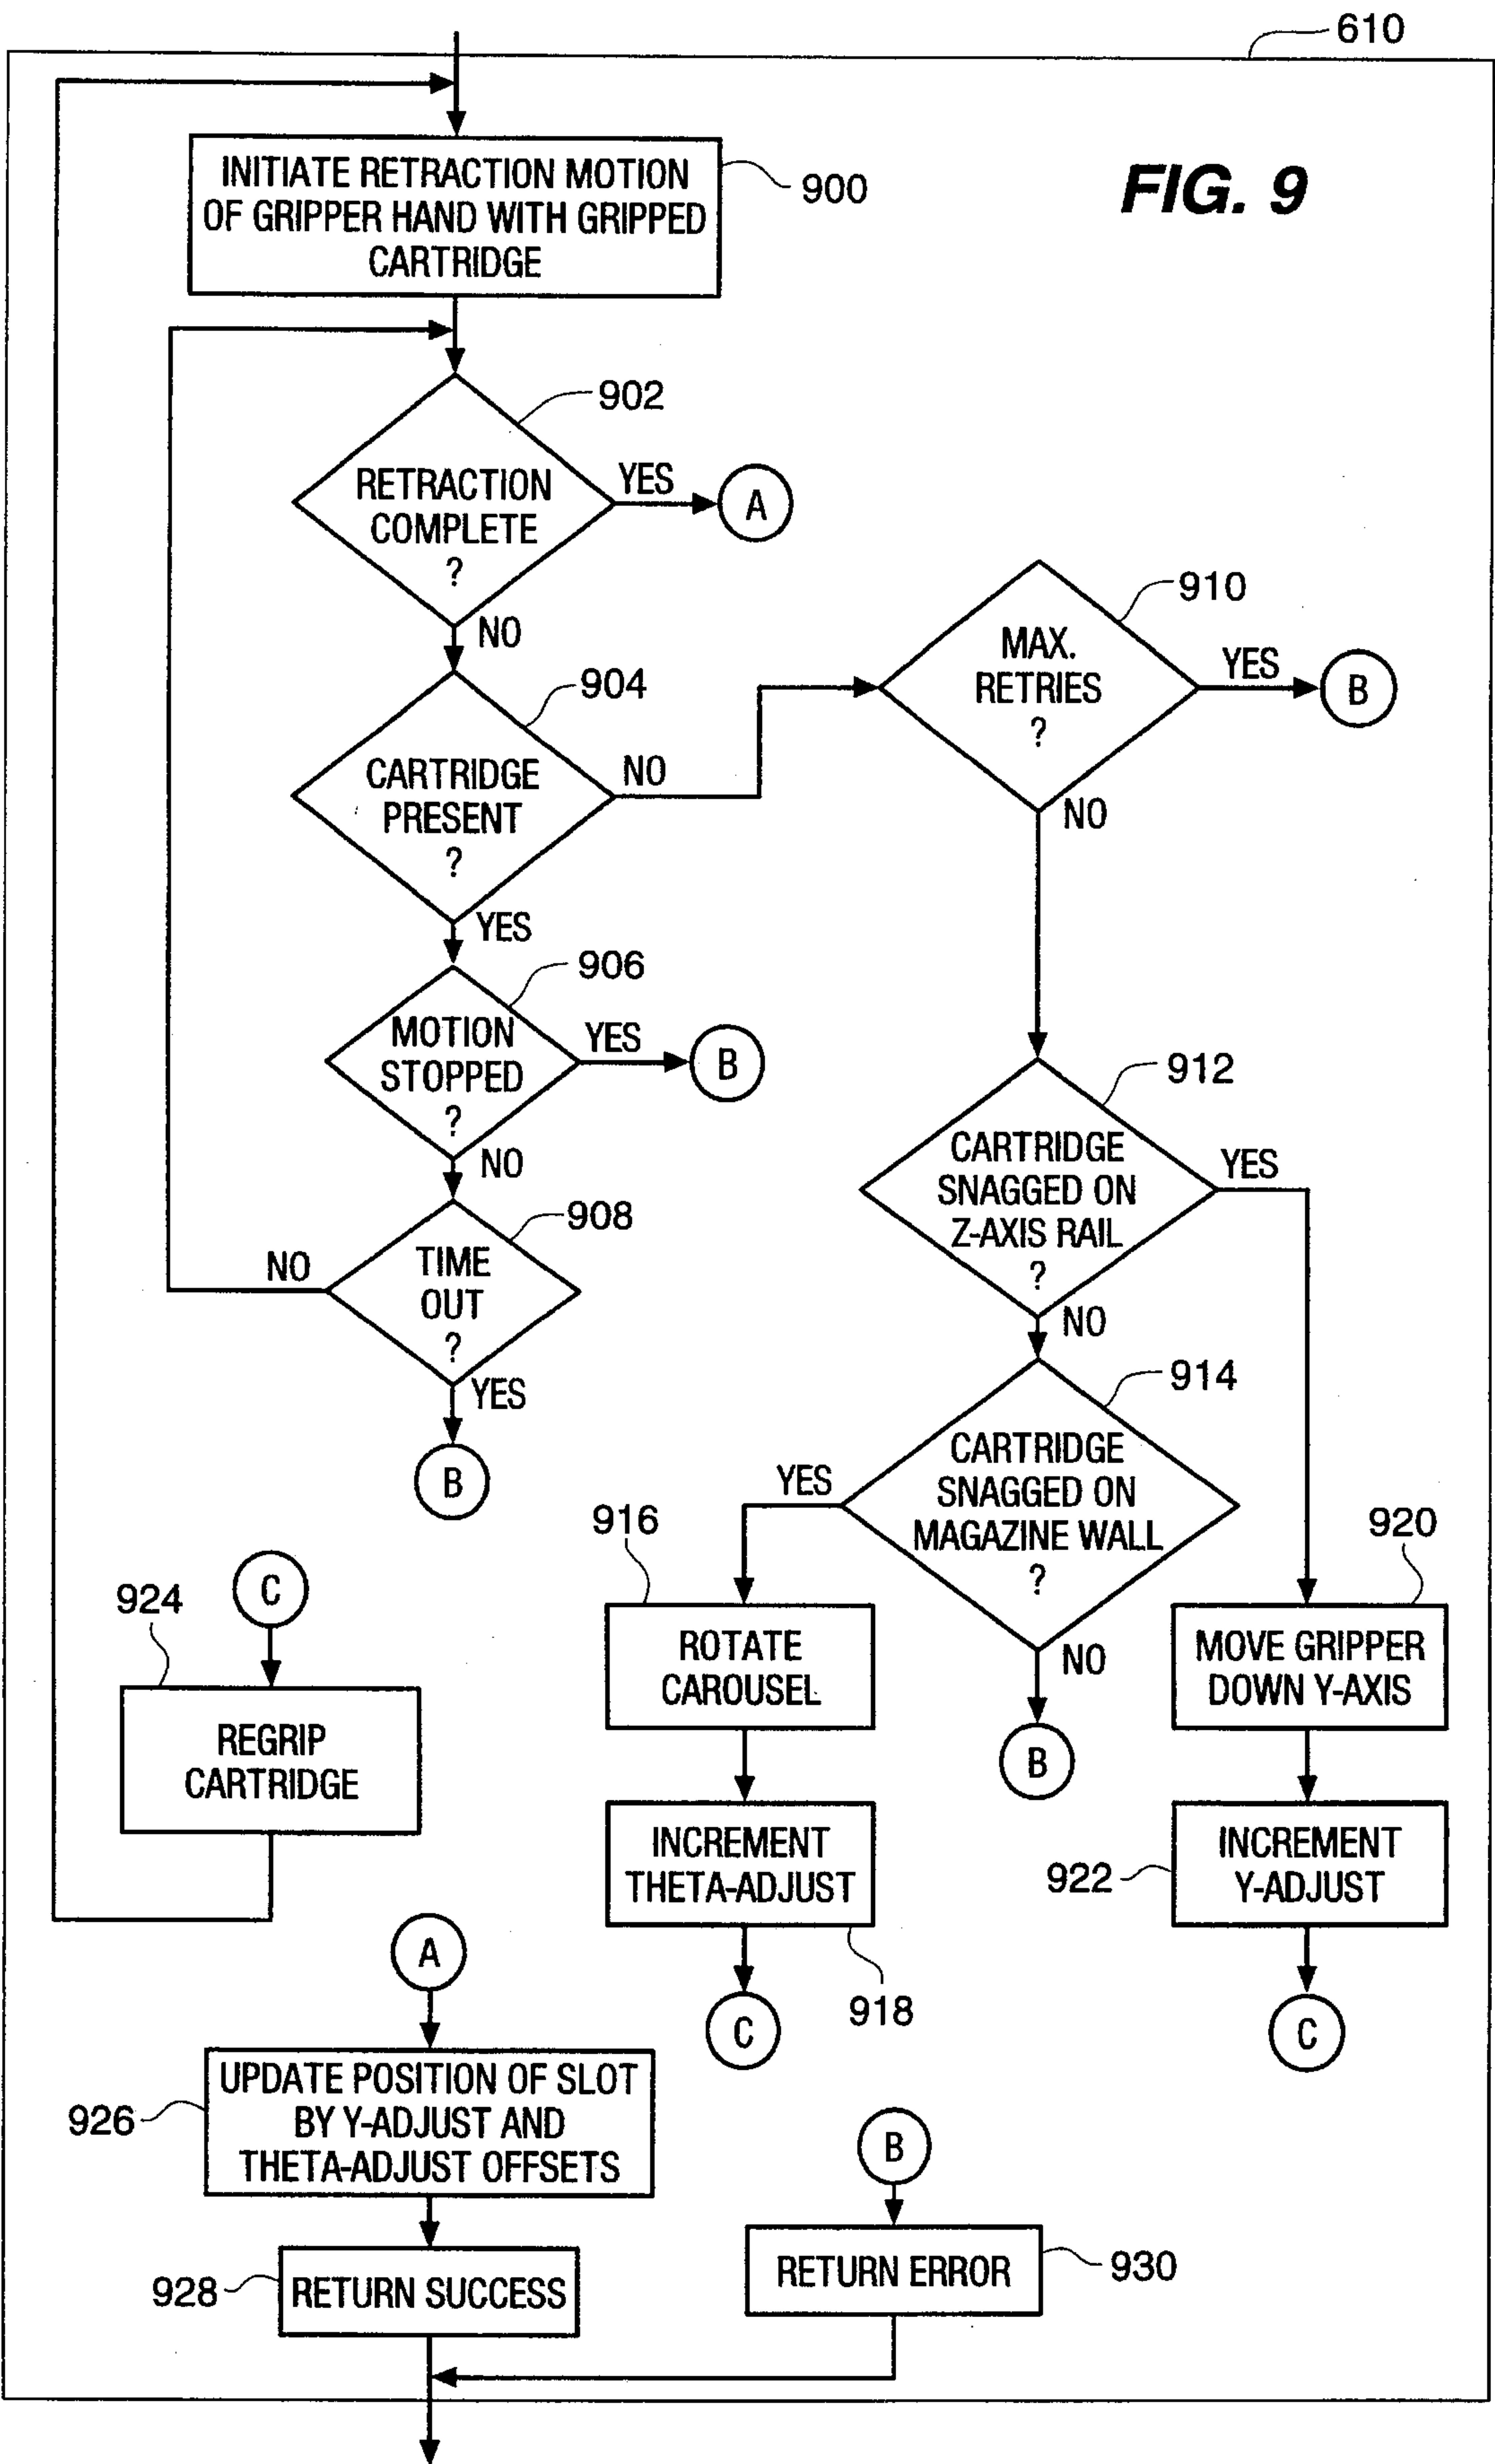 610
FIG. 9
INITIATE RETRACTION MOTION
OF GRIPPER HAND WITH GRIPPED
CARTRIDGE
900
902
RETRACTION
COMPLETE
?
YES
A
NO
904
CARTRIDGE
PRESENT
?
NO
YES
906
MOTION
STOPPED
?
YES
B
NO
908
TIME
OUT
?
NO
YES
B
910
MAX.
RETRIES
?
YES
B
NO
912
CARTRIDGE
SNAGGED ON
Z-AXIS RAIL
?
YES
NO
914
CARTRIDGE
SNAGGED ON
MAGAZINE WALL
?
YES
NO
B
916
ROTATE
CAROUSEL
INCREMENT
THETA-ADJUST
918
C
920
MOVE GRIPPER
DOWN Y-AXIS
INCREMENT
Y-ADJUST
922
C
C
924
REGRIP
CARTRIDGE
A
UPDATE POSITION OF SLOT
BY Y-ADJUST AND
THETA-ADJUST OFFSETS
926
RETURN SUCCESS
928
B
RETURN ERROR
930